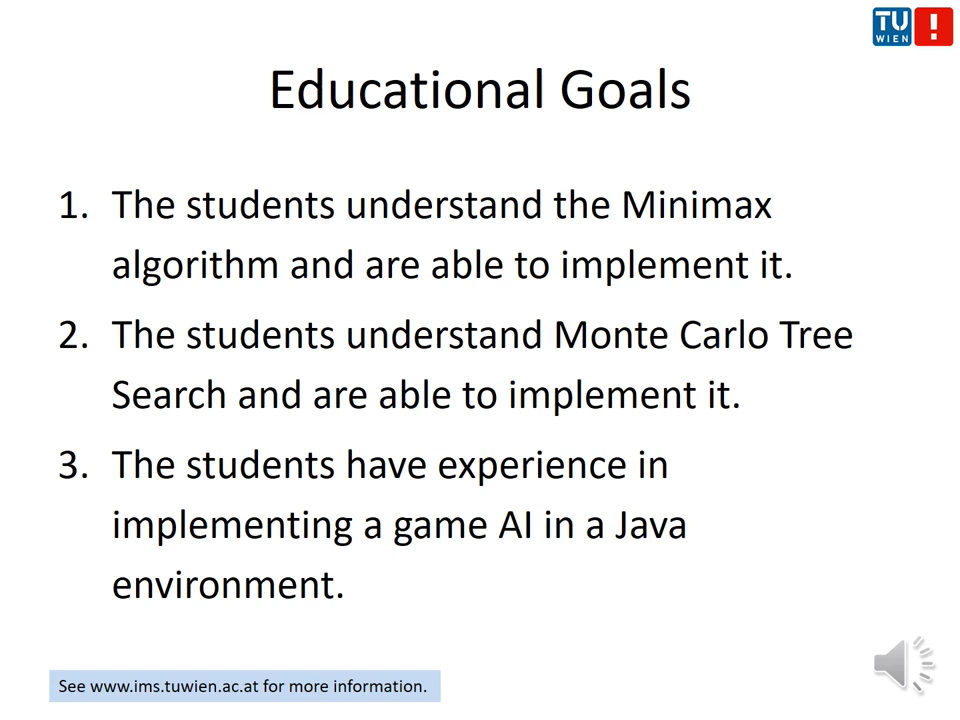 TU
WIEN
!
Educational Goals
1. The students understand the Minimax
algorithm and are able to implement it.
2. The students understand Monte Carlo Tree
Search and are able to implement it.
3. The students have experience in
implementing a game AI in a Java
environment.
See www.ims.tuwien.ac.at for more information.